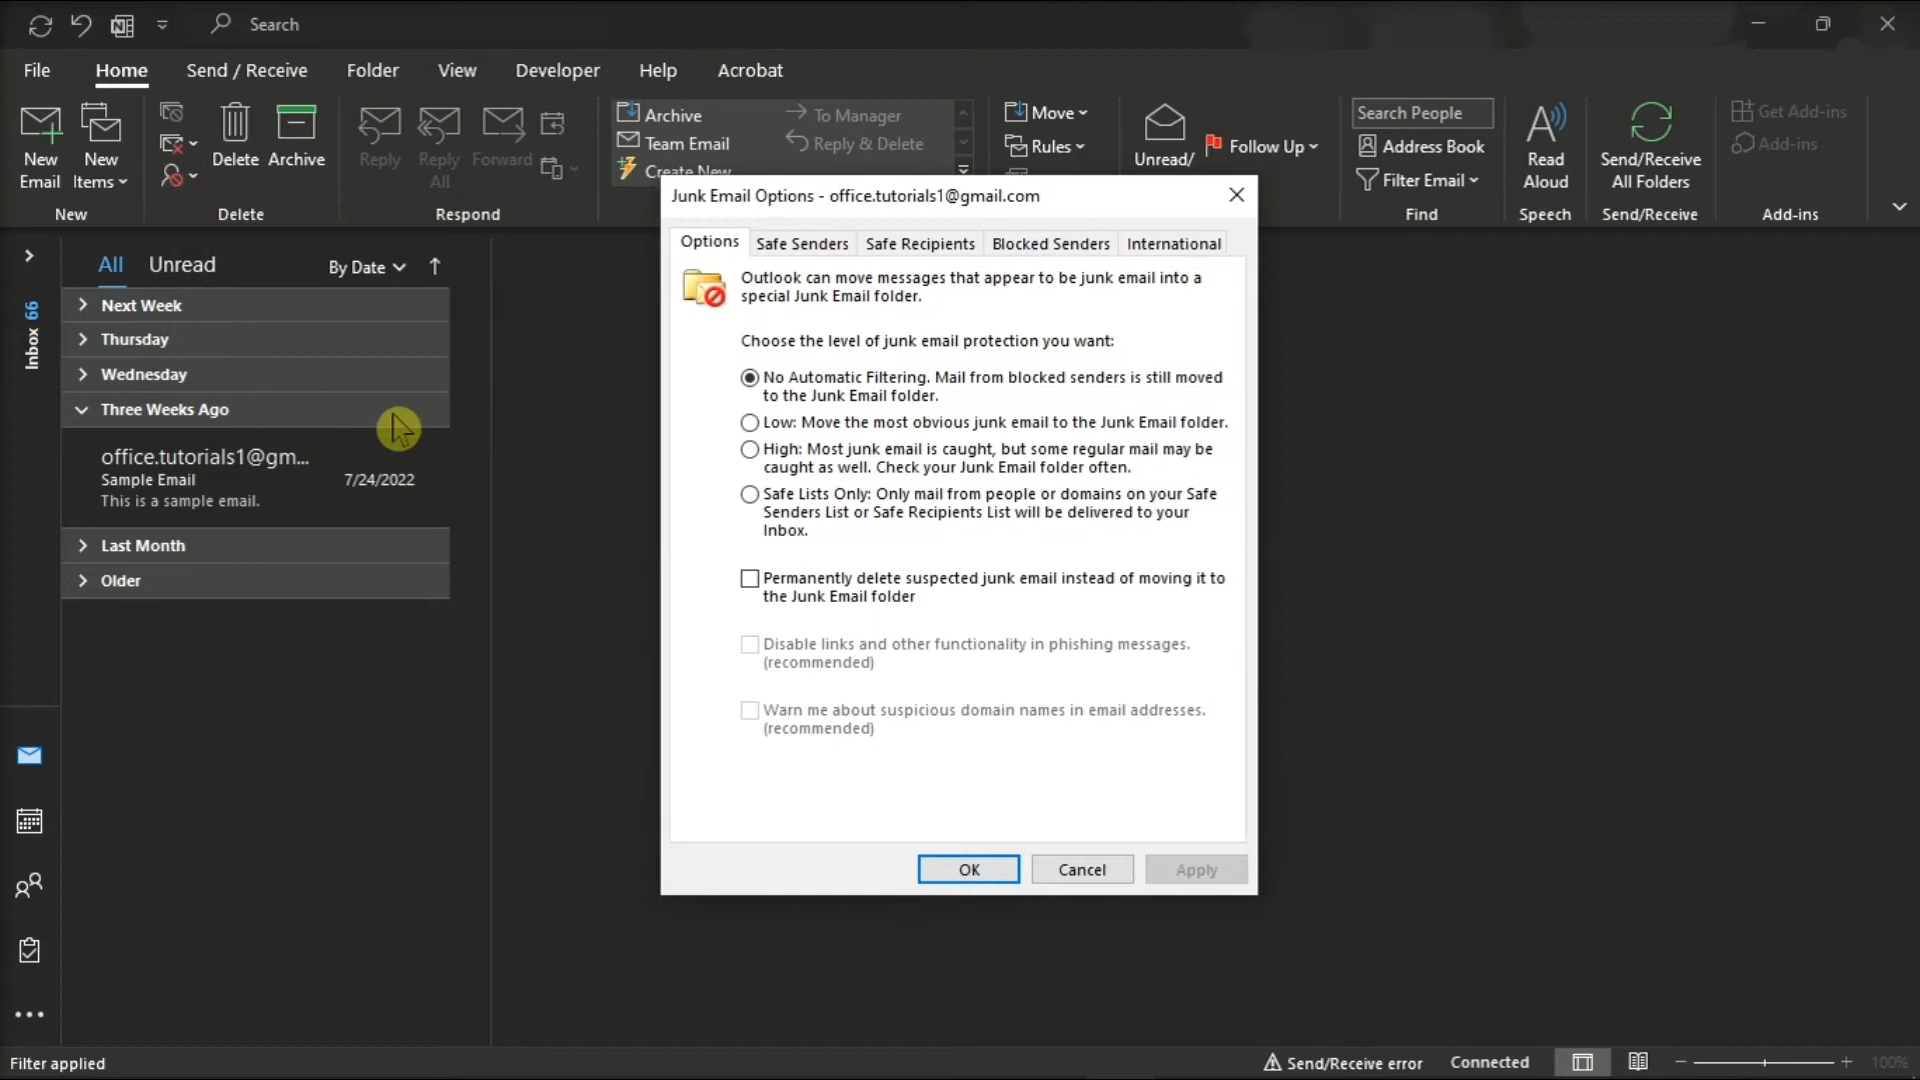 Search
File
Home
Send / Receive
Folder
View
Developer
Help
Acrobat
New
Email
New
Items
Delete
Archive
Reply
Reply
All
Forward
Archive
Team Email
Create New
To Manager
Reply & Delete
Move
Rules
Unread/
Follow Up
Search People
Address Book
Filter Email
Read
Aloud
Send/Receive
All Folders
Get Add-ins
Add-ins
New
Delete
Respond
Find
Speech
Send/Receive
Add-ins
Junk Email Options - office.tutorials1@gmail.com
Options
Safe Senders
Safe Recipients
Blocked Senders
International
Outlook can move messages that appear to be junk email into a
special Junk Email folder.
Choose the level of junk email protection you want:
No Automatic Filtering. Mail from blocked senders is still moved
to the Junk Email folder.
Low: Move the most obvious junk email to the Junk Email folder.
High: Most junk email is caught, but some regular mail may be
caught as well. Check your Junk Email folder often.
Safe Lists Only: Only mail from people or domains on your Safe
Senders List or Safe Recipients List will be delivered to your
Inbox.
Permanently delete suspected junk email instead of moving it to
the Junk Email folder
Disable links and other functionality in phishing messages.
(recommended)
Warn me about suspicious domain names in email addresses.
(recommended)
OK
Cancel
Apply
Inbox 66
All
Unread
By Date
Next Week
Thursday
Wednesday
Three Weeks Ago
office.tutorials1@gm...
Sample Email
7/24/2022
This is a sample email.
Last Month
Older
Filter applied
Send/Receive error
Connected
100%